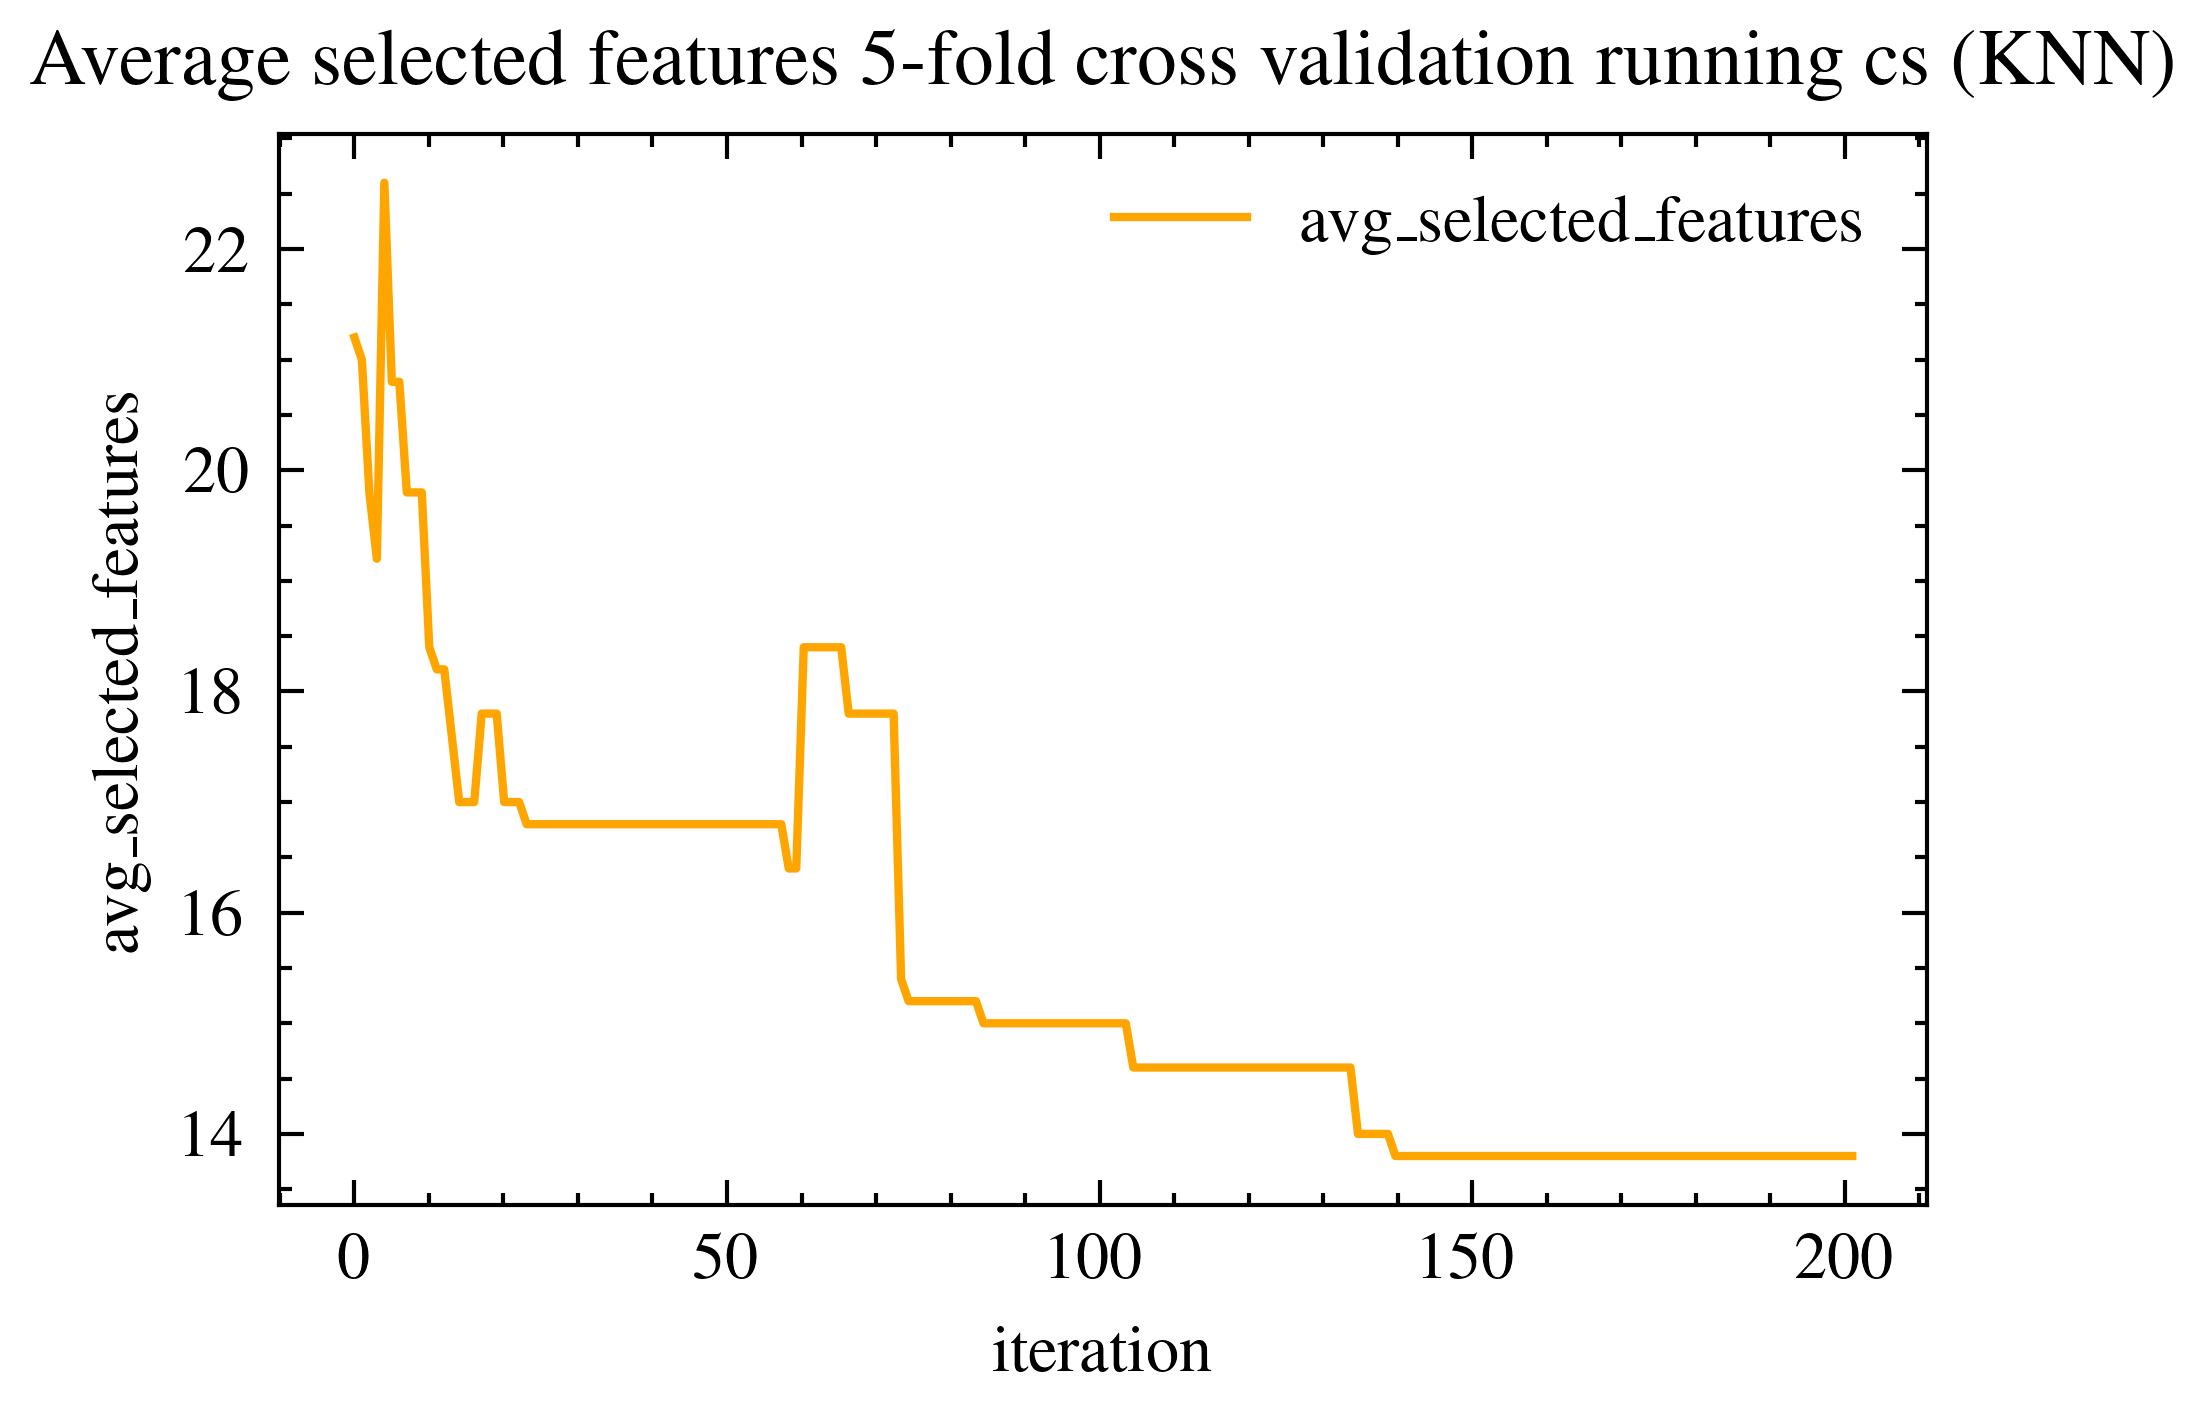 Average selected features 5-fold cross validation running cs (KNN)
avg_selected_features
avg_selected_features
22
20
18
16
14
0 50 100 150 200
iteration